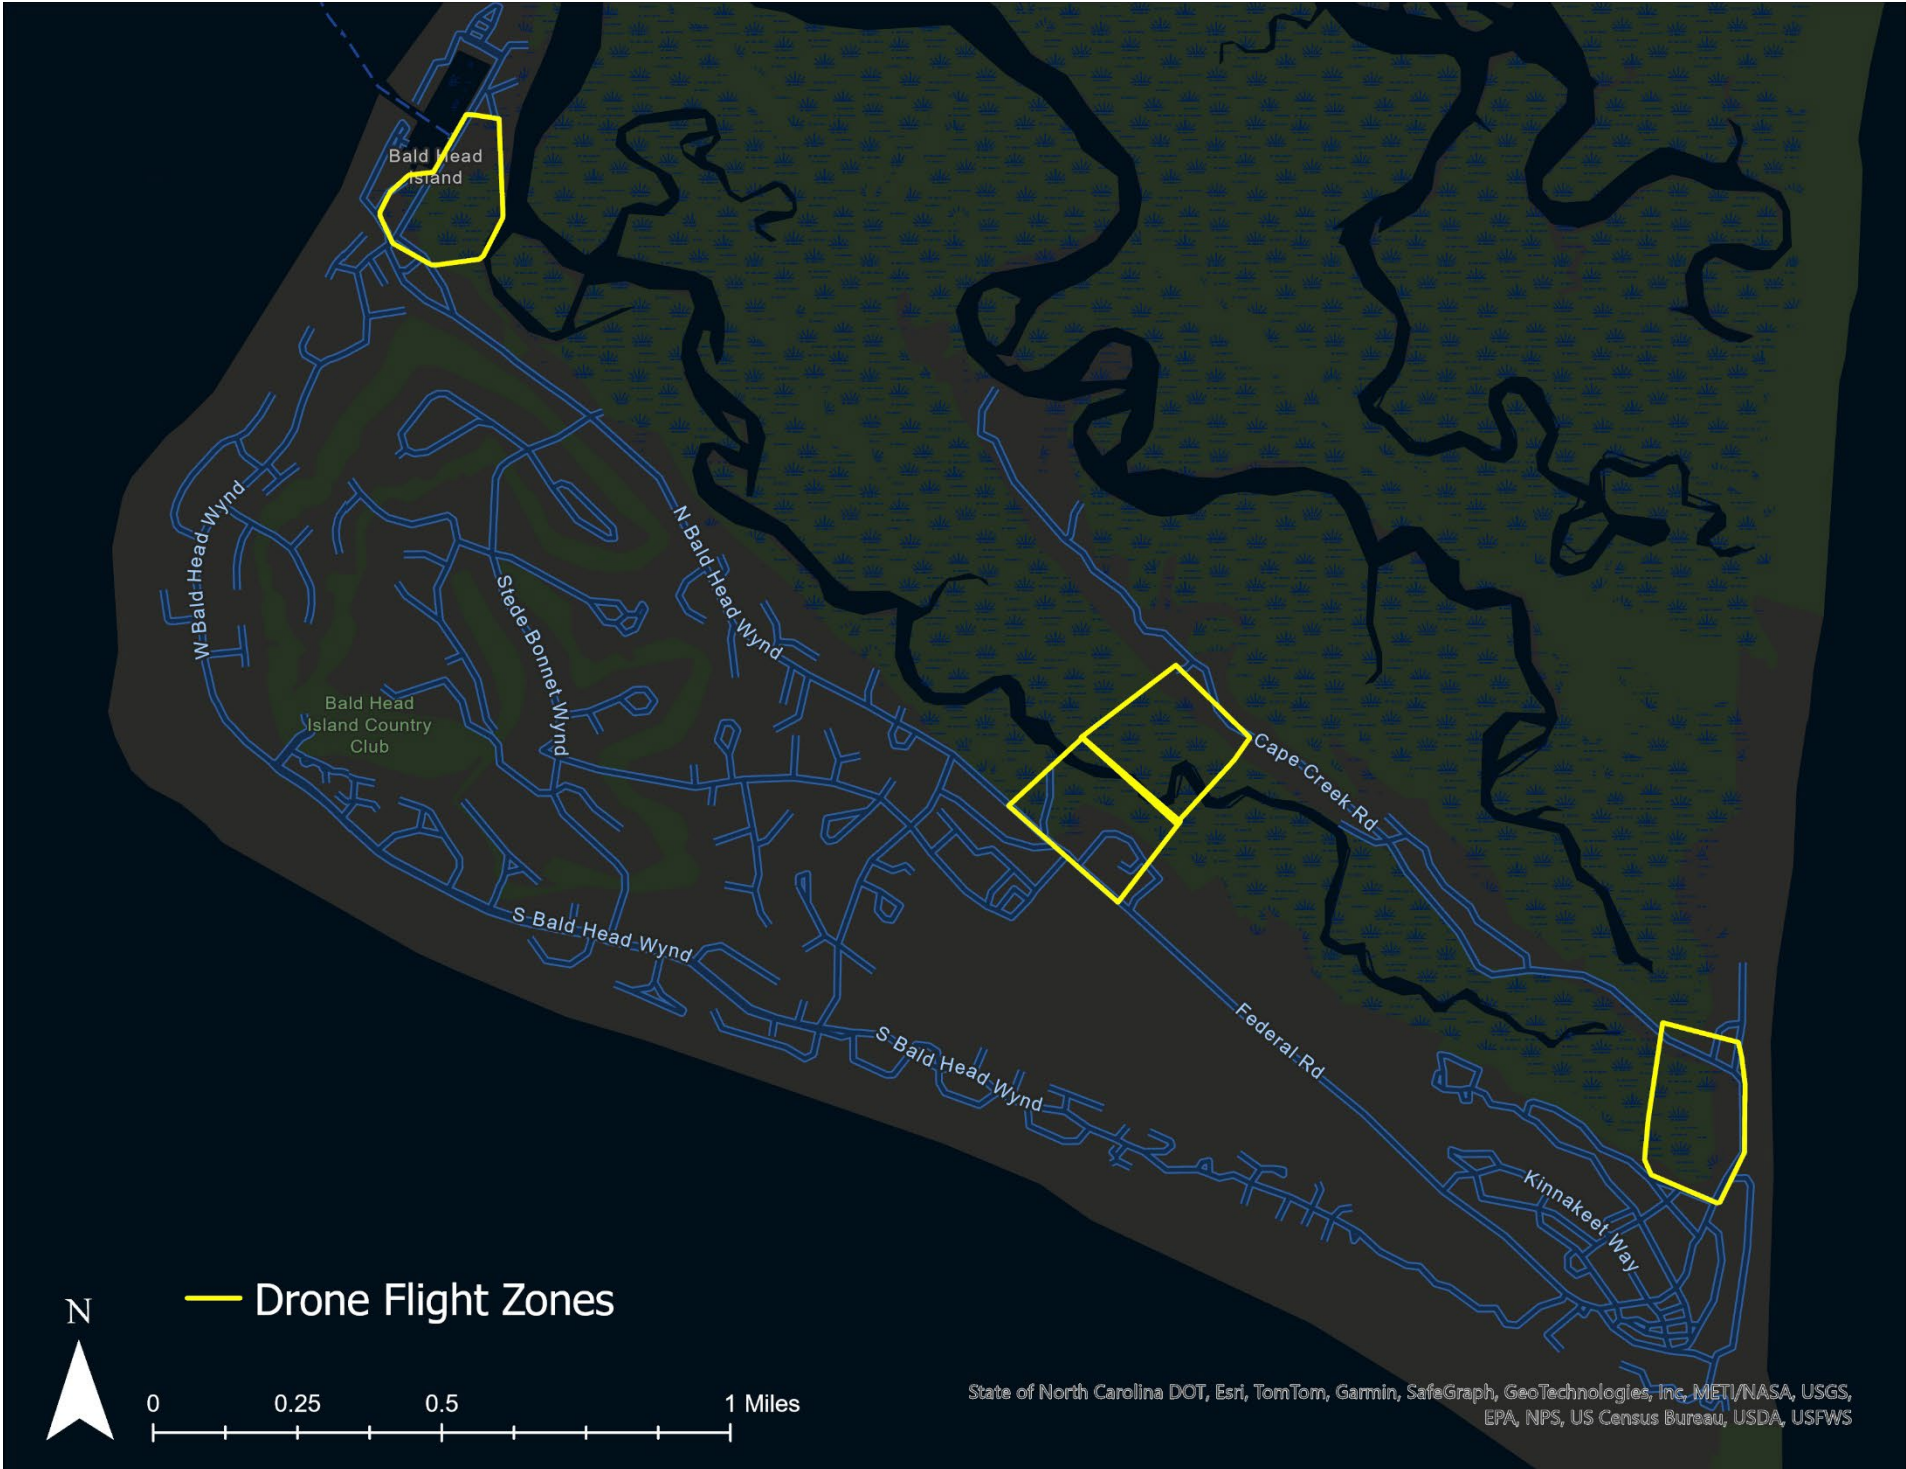 Bald Head
Island
W-Bald-Head-Wynd
N-Bald-Head-Wynd
Stede-Bonnet-Wynd
Bald Head
Island Country
Club
Cape Creek Rd
S-Bald-Head-Wynd
S-Bald-Head-Wynd
Federal-Rd
Kinnakeet Way
N
Drone Flight Zones
0 0.25 0.5 1 Miles
State of North Carolina DOT, Esri, TomTom, Garmin, SafeGraph, GeoTechnologies, Inc, METI/NASA, USGS,
EPA, NPS, US Census Bureau, USDA, USFWS